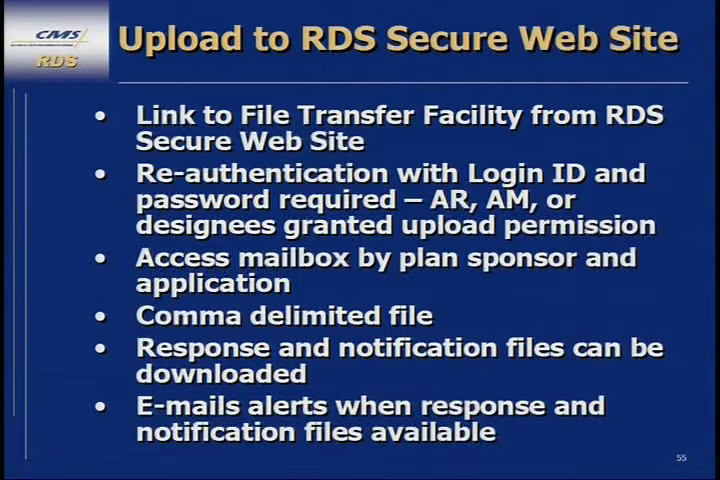 CMS
RDS
Upload to RDS Secure Web Site
• Link to File Transfer Facility from RDS
Secure Web Site
• Re-authentication with Login ID and
password required – AR, AM, or
designees granted upload permission
• Access mailbox by plan sponsor and
application
• Comma delimited file
• Response and notification files can be
downloaded
• E-mails alerts when response and
notification files available
55